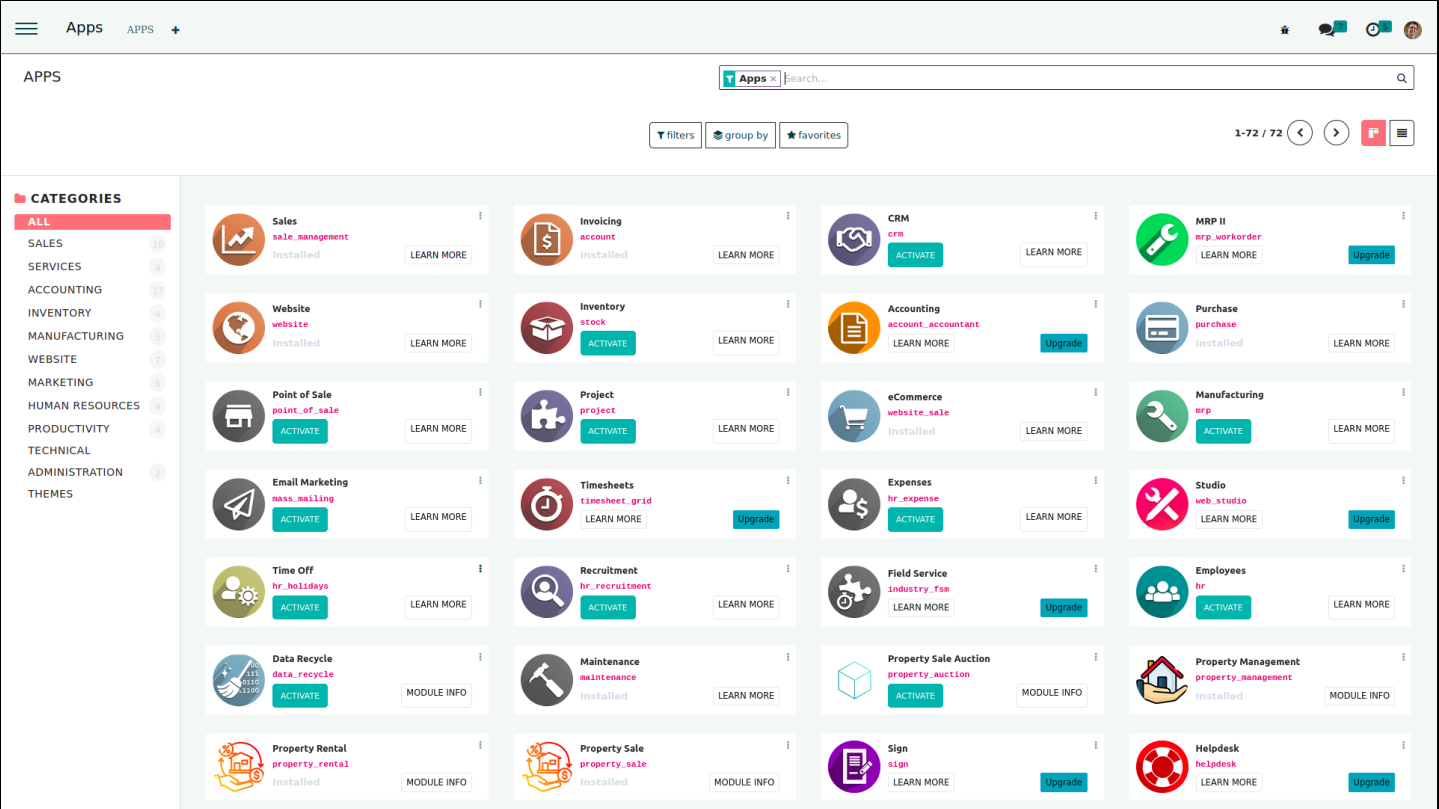 Apps APPS + 7 5
APPS
Apps × Search...
filters group by favorites 1-72 / 72
CATEGORIES
ALL
SALES 10
SERVICES 4
ACCOUNTING 17
INVENTORY 4
MANUFACTURING 5
WEBSITE 7
MARKETING 5
HUMAN RESOURCES 9
PRODUCTIVITY 4
TECHNICAL
ADMINISTRATION 2
THEMES
Sales
sale_management
Installed LEARN MORE
Invoicing
account
Installed LEARN MORE
CRM
crm
ACTIVATE LEARN MORE
MRP II
mrp_workorder
LEARN MORE Upgrade
Website
website
Installed LEARN MORE
Inventory
stock
ACTIVATE LEARN MORE
Accounting
account_accountant
LEARN MORE Upgrade
Purchase
purchase
Installed LEARN MORE
Point of Sale
point_of_sale
ACTIVATE LEARN MORE
Project
project
ACTIVATE LEARN MORE
eCommerce
website_sale
Installed LEARN MORE
Manufacturing
mrp
ACTIVATE LEARN MORE
Email Marketing
mass_mailing
ACTIVATE LEARN MORE
Timesheets
timesheet_grid
LEARN MORE Upgrade
Expenses
hr_expense
ACTIVATE LEARN MORE
Studio
web_studio
LEARN MORE Upgrade
Time Off
hr_holidays
ACTIVATE LEARN MORE
Recruitment
hr_recruitment
ACTIVATE LEARN MORE
Field Service
industry_fsm
LEARN MORE Upgrade
Employees
hr
ACTIVATE LEARN MORE
Data Recycle
data_recycle
ACTIVATE MODULE INFO
Maintenance
maintenance
Installed LEARN MORE
Property Sale Auction
property_auction
ACTIVATE MODULE INFO
Property Management
property_management
Installed MODULE INFO
Property Rental
property_rental
Installed MODULE INFO
Property Sale
property_sale
Installed MODULE INFO
Sign
sign
LEARN MORE Upgrade
Helpdesk
helpdesk
LEARN MORE Upgrade